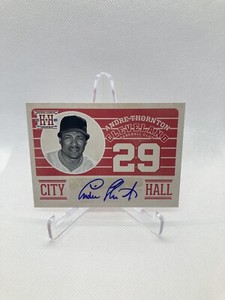 H·H
ANDRE THORNTON
CLEVELAND
29
CITY HALL